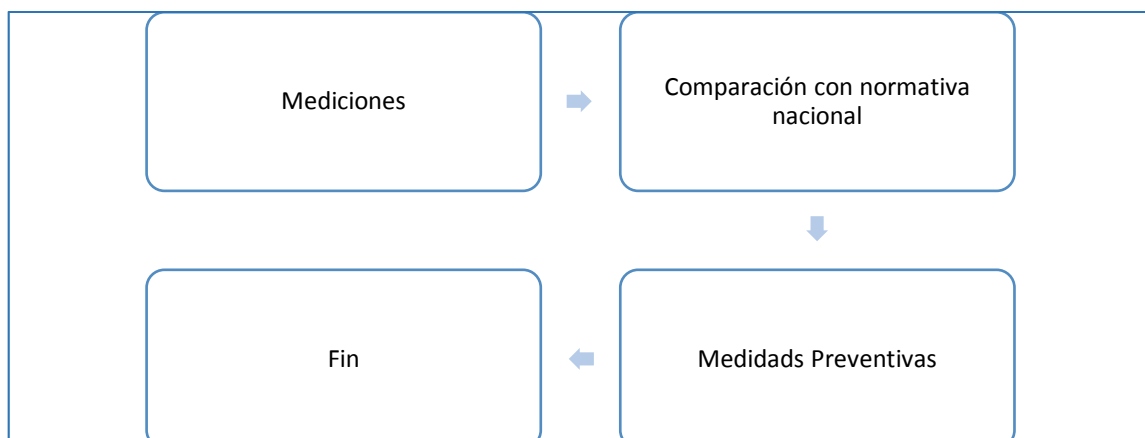 Mediciones
Comparación con normativa
nacional
Medidads Preventivas
Fin